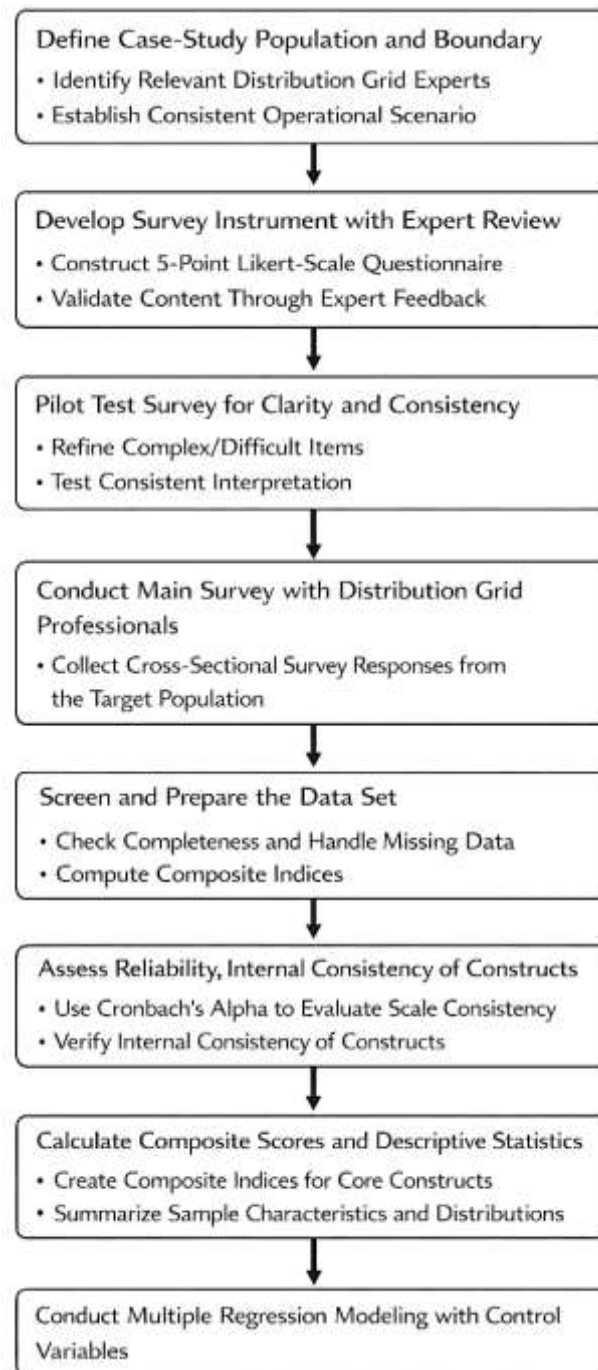 Define Case-Study Population and Boundary
• Identify Relevant Distribution Grid Experts
• Establish Consistent Operational Scenario
Develop Survey Instrument with Expert Review
• Construct 5-Point Likert-Scale Questionnaire
• Validate Content Through Expert Feedback
Pilot Test Survey for Clarity and Consistency
• Refine Complex/Difficult Items
• Test Consistent Interpretation
Conduct Main Survey with Distribution Grid
Professionals
• Collect Cross-Sectional Survey Responses from
the Target Population
Screen and Prepare the Data Set
• Check Completeness and Handle Missing Data
• Compute Composite Indices
Assess Reliability, Internal Consistency of Constructs
• Use Cronbach's Alpha to Evaluate Scale Consistency
• Verify Internal Consistency of Constructs
Calculate Composite Scores and Descriptive Statistics
• Create Composite Indices for Core Constructs
• Summarize Sample Characteristics and Distributions
Conduct Multiple Regression Modeling with Control
Variables